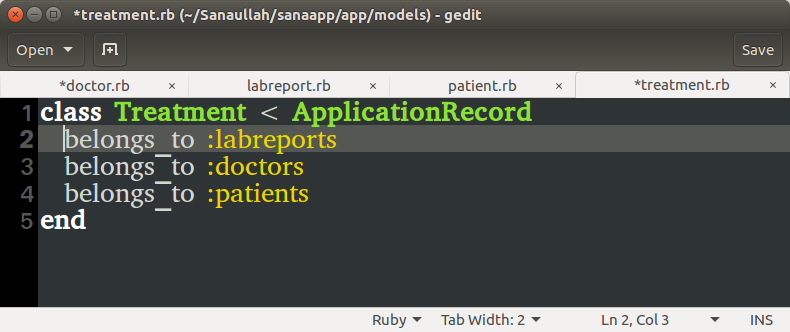 *treatment.rb (~/Sanaullah/sanaapp/app/models) - gedit
Open Save
*doctor.rb × labreport.rb × patient.rb × *treatment.rb ×
1 class Treatment < ApplicationRecord
2 belongs_to :labreports
3 belongs_to :doctors
4 belongs_to :patients
5 end
Ruby Tab Width: 2 Ln 2, Col 3 INS